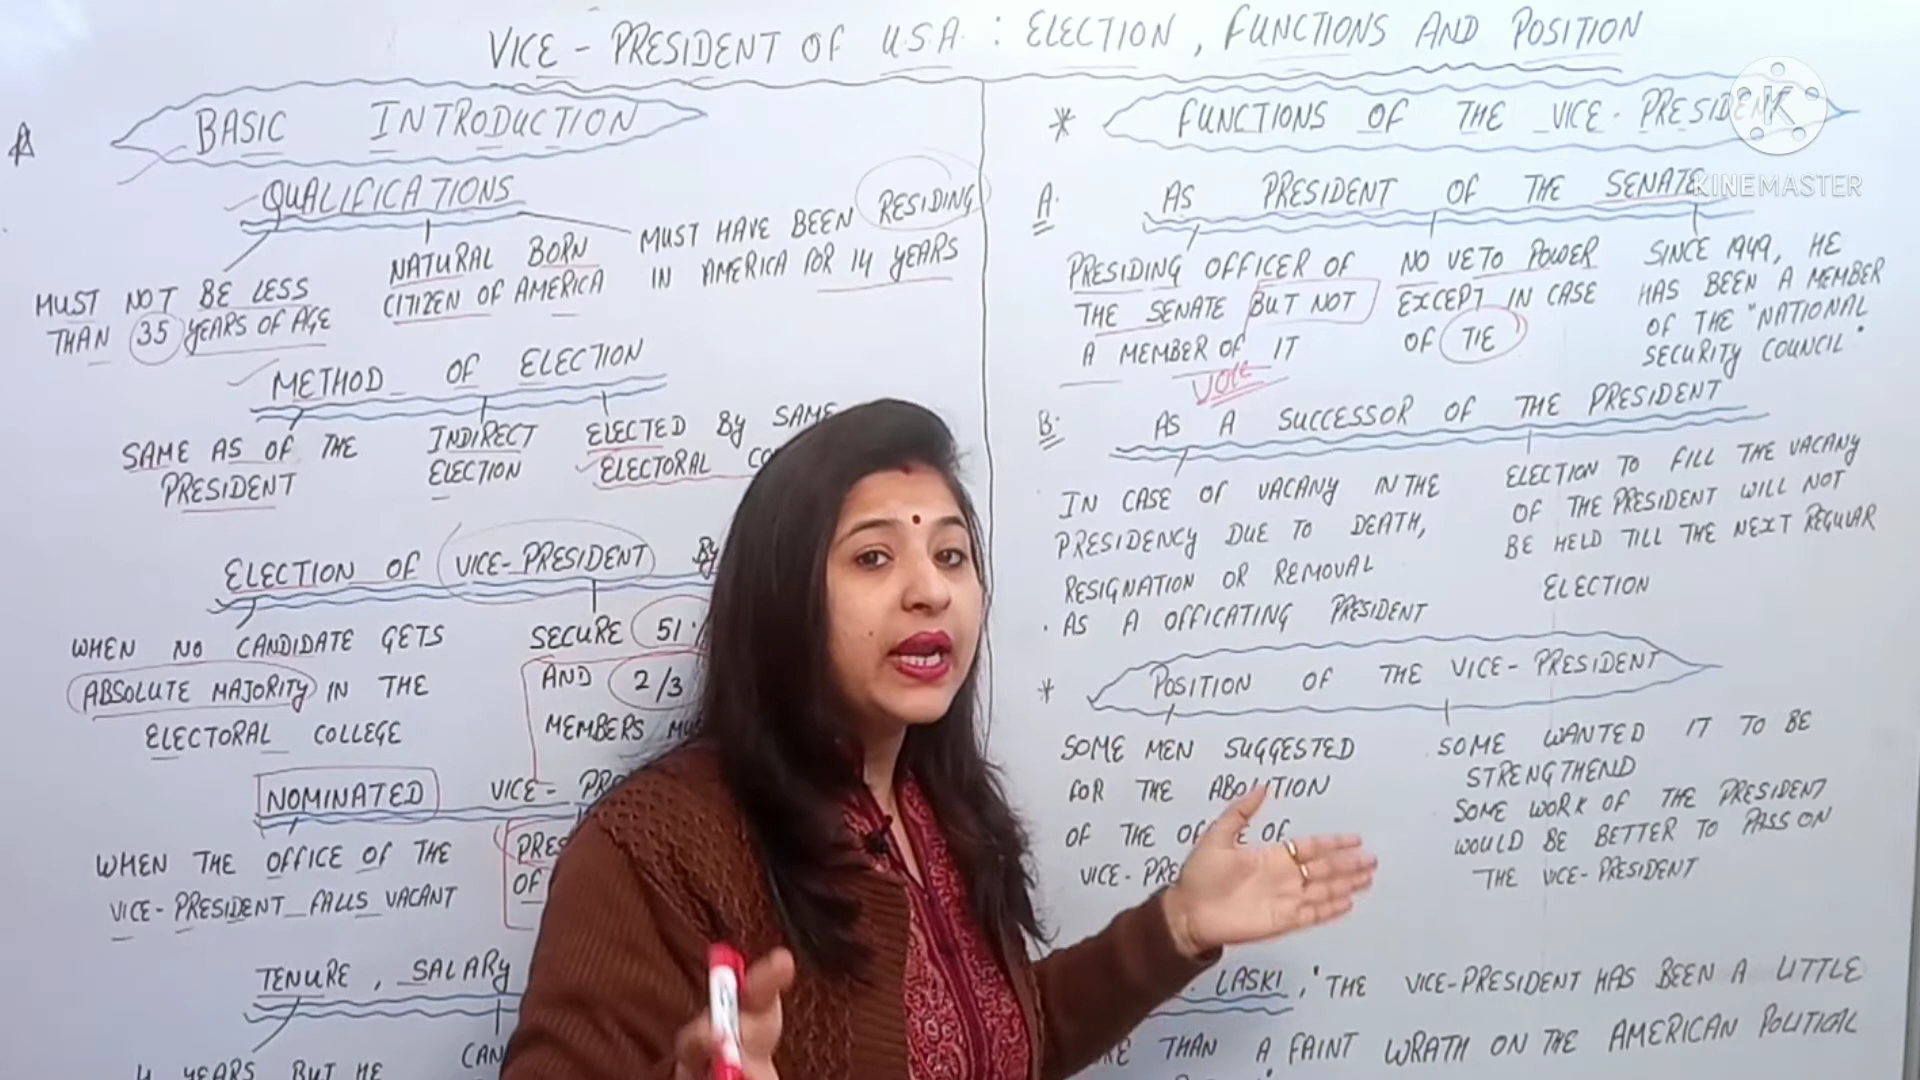 VICE-PRESIDENT OF U.S.A : ELECTION, FUNCTIONS AND POSITION
BASIC INTRODUCTION
QUALIFICATIONS
MUST NOT BE LESS
THAN 35 YEARS OF AGE
NATURAL BORN
CITIZEN OF AMERICA
MUST HAVE BEEN RESIDING
IN AMERICA FOR 14 YEARS
METHOD OF ELECTION
SAME AS OF THE
PRESIDENT
INDIRECT
ELECTION
ELECTED BY SAME
ELECTORAL
ELECTION OF VICE-PRESIDENT BY
WHEN NO CANDIDATE GETS
ABSOLUTE MAJORITY IN THE
ELECTORAL COLLEGE
SECURE 51%
AND 2/3
MEMBERS
NOMINATED VICE-
WHEN THE OFFICE OF THE
VICE-PRESIDENT FALLS VACANT
OF
TENURE, SALARY
4 YEARS BUT HE
* FUNCTIONS OF THE VICE-PRESIDENT
A. AS PRESIDENT OF THE SENATE
PRESIDING OFFICER OF
THE SENATE BUT NOT
A MEMBER OF IT
VOTE
NO VETO POWER
EXCEPT IN CASE
OF TIE
SINCE 1949, HE
HAS BEEN A MEMBER
OF THE "NATIONAL
SECURITY COUNCIL"
B. AS A SUCCESSOR OF THE PRESIDENT
· IN CASE OF VACANY IN THE
PRESIDENCY DUE TO DEATH,
RESIGNATION OR REMOVAL
· AS A OFFICATING PRESIDENT
ELECTION TO FILL THE VACANY
OF THE PRESIDENT WILL NOT
BE HELD TILL THE NEXT REGULAR
ELECTION
* POSITION OF THE VICE-PRESIDENT
SOME MEN SUGGESTED
FOR THE ABOLITION
OF THE OFFICE OF
VICE-
SOME WANTED IT TO BE
STRENGTHEND
SOME WORK OF THE PRESIDENT
WOULD BE BETTER TO PASS ON
THE VICE-PRESIDENT
LASKI, "THE VICE-PRESIDENT HAS BEEN A LITTLE
THAN A FAINT WRATH ON THE AMERICAN POLITICAL
K
KINEMASTER